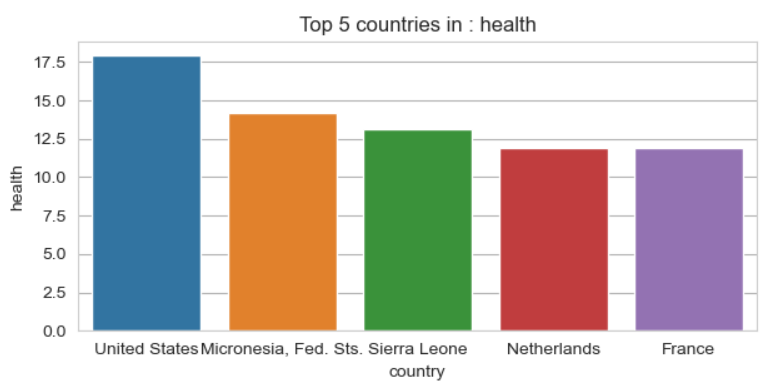 Top 5 countries in : health
health
17.5
15.0
12.5
10.0
7.5
5.0
2.5
0.0
United States Micronesia, Fed. Sts. Sierra Leone Netherlands France
country